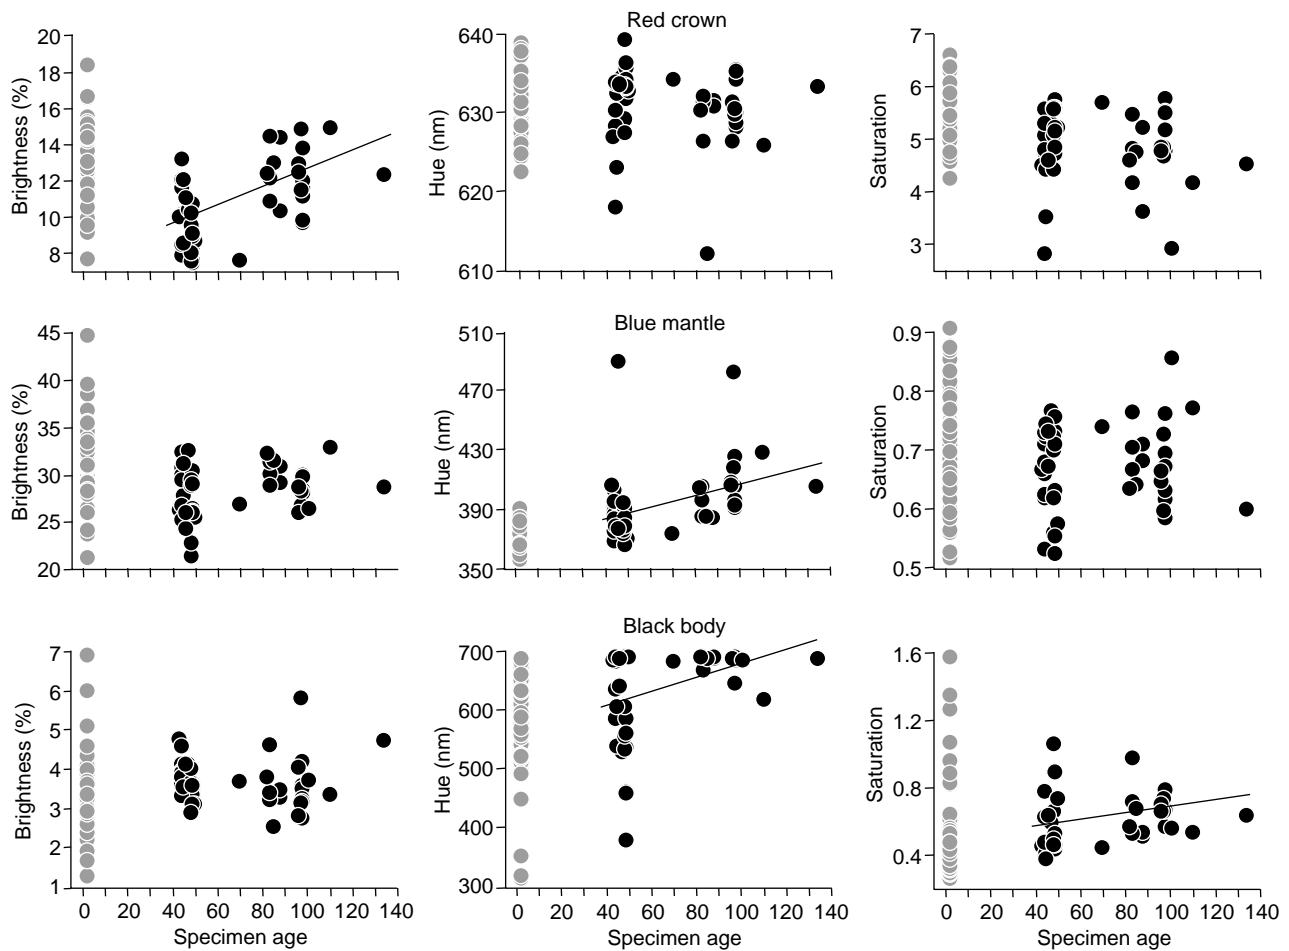 Red crown
Brightness (%)
20
18
16
14
12
10
8
Hue (nm)
640
630
620
610
Saturation
7
6
5
4
3
Blue mantle
Brightness (%)
45
40
35
30
25
20
Hue (nm)
510
470
430
390
350
Saturation
0.9
0.8
0.7
0.6
0.5
Black body
Brightness (%)
7
6
5
4
3
2
1
Hue (nm)
700
600
500
400
300
Saturation
1.6
1.2
0.8
0.4
0 20 40 60 80 100 120 140
0 20 40 60 80 100 120 140
0 20 40 60 80 100 120 140
Specimen age
Specimen age
Specimen age